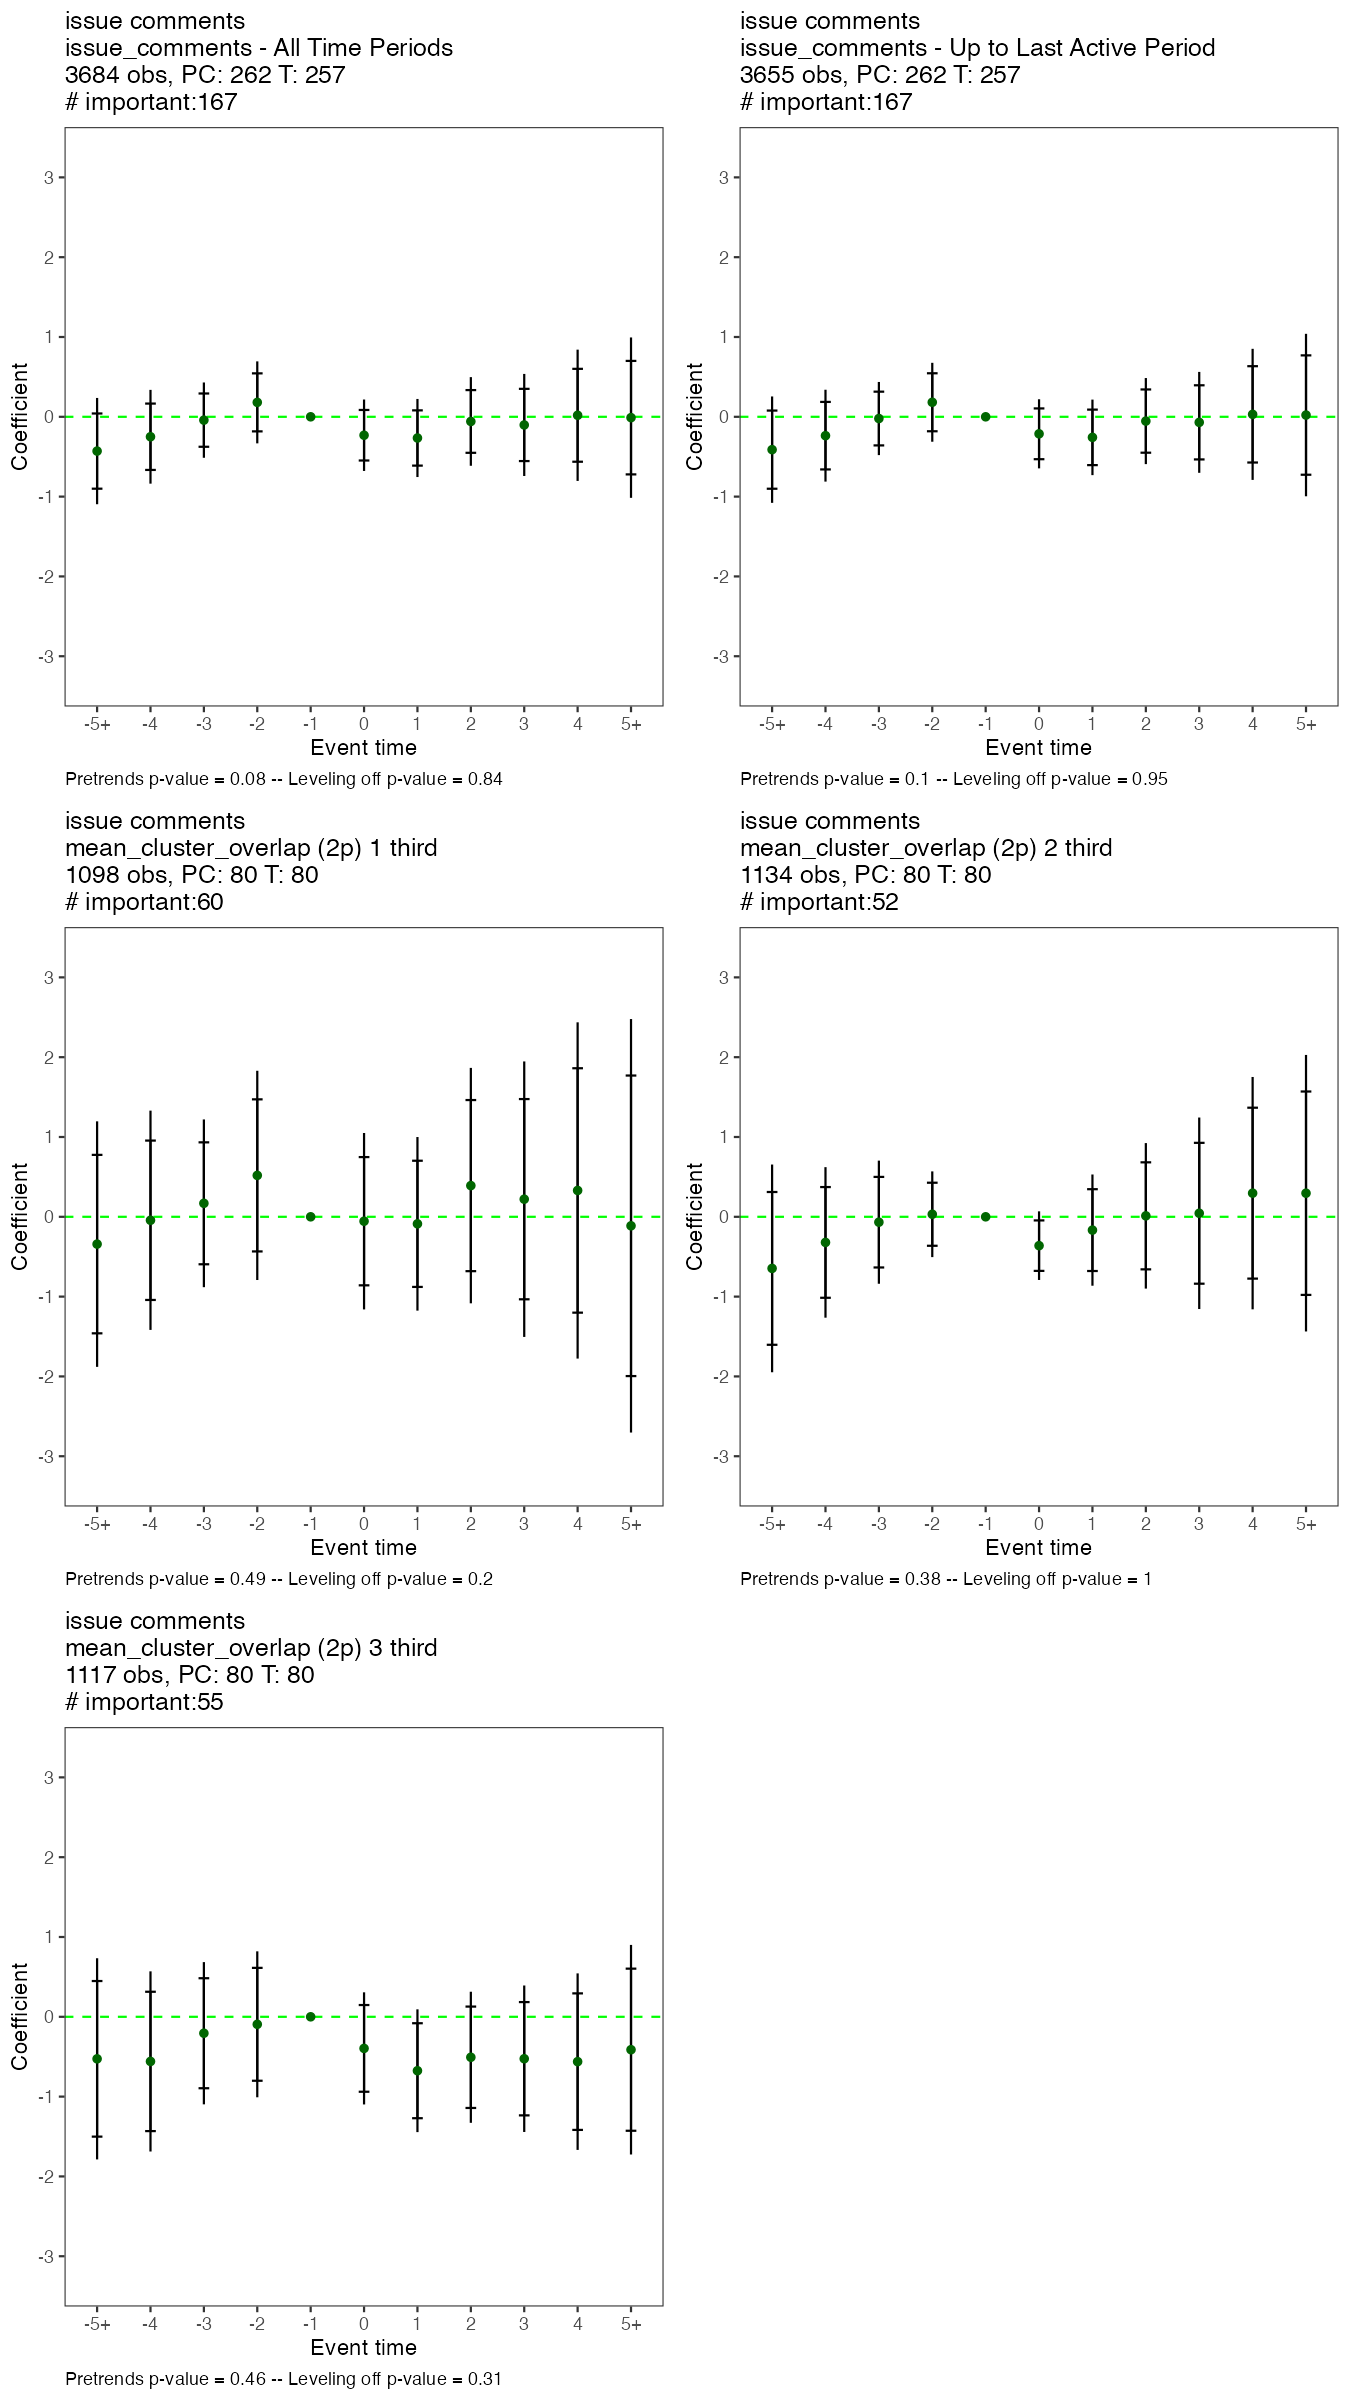 issue comments
issue_comments - All Time Periods
3684 obs, PC: 262 T: 257
# important:167
3
2
1
0
-1
-2
-3
Coefficient
-5+ -4 -3 -2 -1 0 1 2 3 4 5+
Event time
Pretrends p-value = 0.08 -- Leveling off p-value = 0.84
issue comments
issue_comments - Up to Last Active Period
3655 obs, PC: 262 T: 257
# important:167
3
2
1
0
-1
-2
-3
Coefficient
-5+ -4 -3 -2 -1 0 1 2 3 4 5+
Event time
Pretrends p-value = 0.1 -- Leveling off p-value = 0.95
issue comments
mean_cluster_overlap (2p) 1 third
1098 obs, PC: 80 T: 80
# important:60
3
2
1
0
-1
-2
-3
Coefficient
-5+ -4 -3 -2 -1 0 1 2 3 4 5+
Event time
Pretrends p-value = 0.49 -- Leveling off p-value = 0.2
issue comments
mean_cluster_overlap (2p) 2 third
1134 obs, PC: 80 T: 80
# important:52
3
2
1
0
-1
-2
-3
Coefficient
-5+ -4 -3 -2 -1 0 1 2 3 4 5+
Event time
Pretrends p-value = 0.38 -- Leveling off p-value = 1
issue comments
mean_cluster_overlap (2p) 3 third
1117 obs, PC: 80 T: 80
# important:55
3
2
1
0
-1
-2
-3
Coefficient
-5+ -4 -3 -2 -1 0 1 2 3 4 5+
Event time
Pretrends p-value = 0.46 -- Leveling off p-value = 0.31